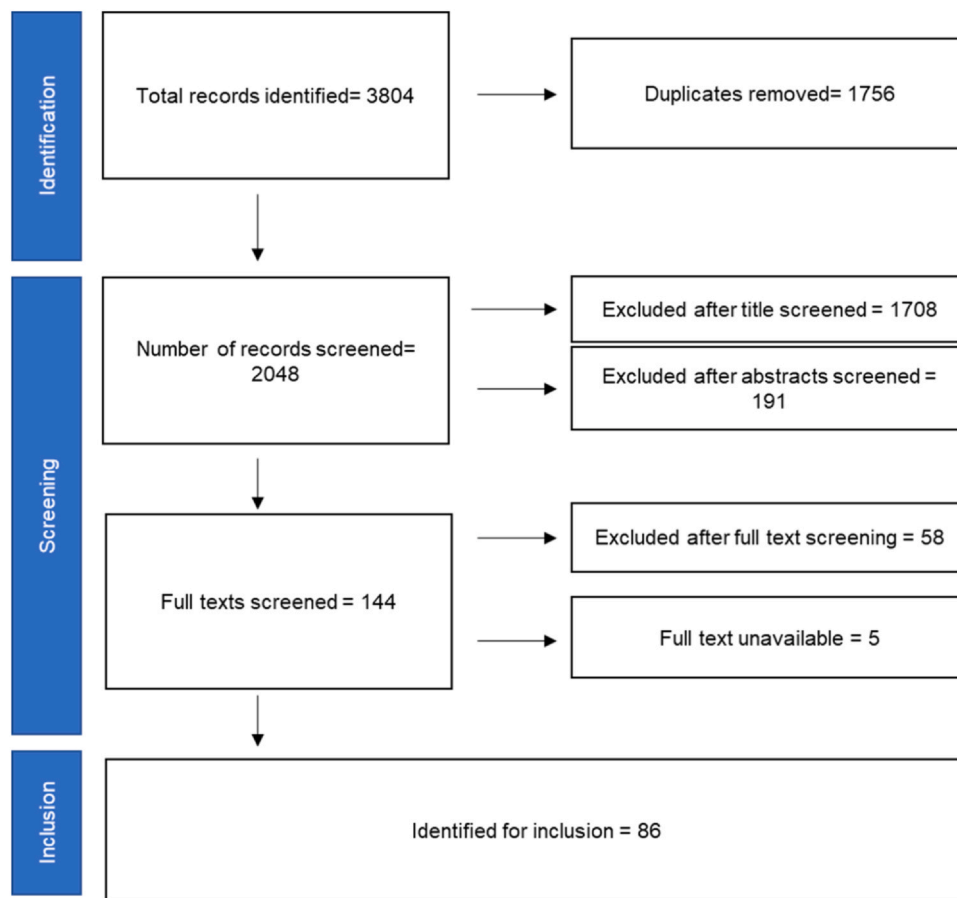 Identification
Total records identified= 3804
Duplicates removed= 1756
Screening
Number of records screened=
2048
Excluded after title screened = 1708
Excluded after abstracts screened =
191
Full texts screened = 144
Excluded after full text screening = 58
Full text unavailable = 5
Inclusion
Identified for inclusion = 86